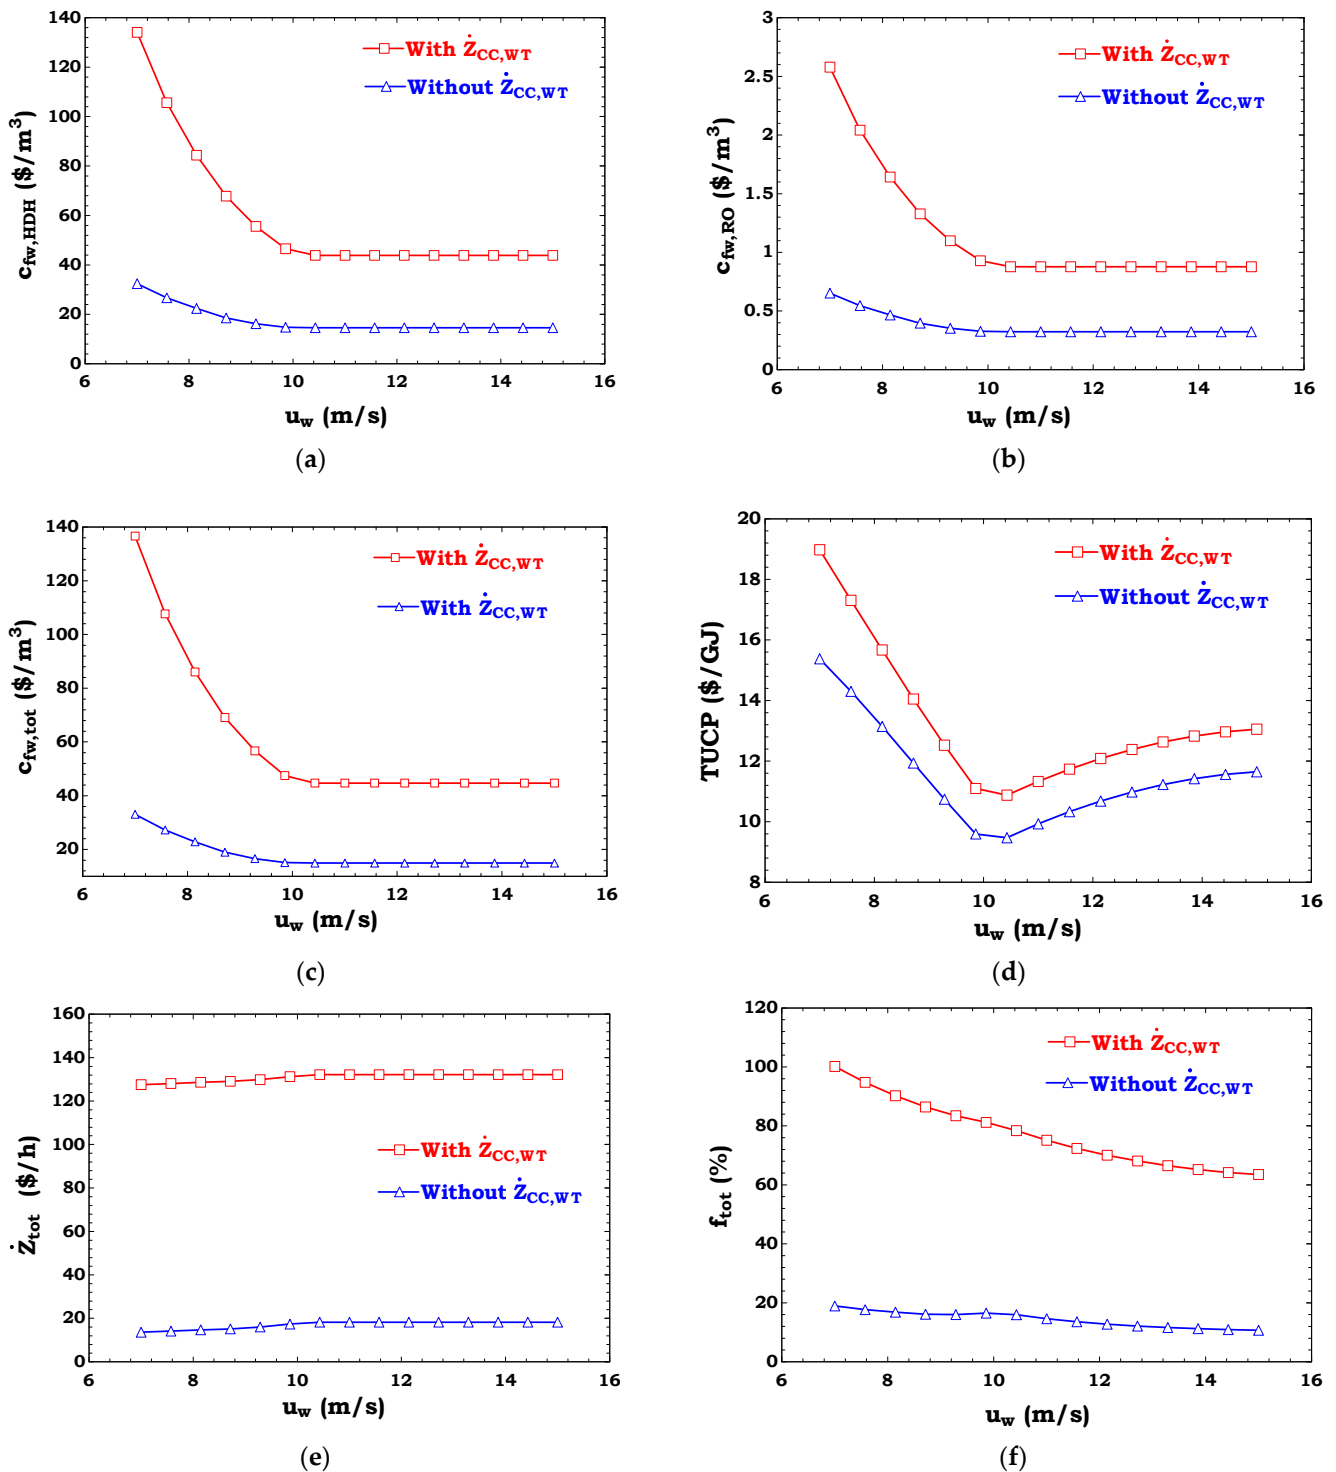 140
120
100
80
60
40
20
0
6 8 10 12 14 16
c_fw,HDH ($/m³)
u_w (m/s)
With Ż_CC,WT
Without Ż_CC,WT
(a)
3
2.5
2
1.5
1
0.5
0
6 8 10 12 14 16
c_fw,RO ($/m³)
u_w (m/s)
With Ż_CC,WT
Without Ż_CC,WT
(b)
140
120
100
80
60
40
20
6 8 10 12 14 16
c_fw,tot ($/m³)
u_w (m/s)
With Ż_CC,WT
With Ż_CC,WT
(c)
20
18
16
14
12
10
8
6 8 10 12 14 16
TUCP ($/GJ)
u_w (m/s)
With Ż_CC,WT
Without Ż_CC,WT
(d)
160
140
120
100
80
60
40
20
0
6 8 10 12 14 16
Ż_tot ($/h)
u_w (m/s)
With Ż_CC,WT
Without Ż_CC,WT
(e)
120
100
80
60
40
20
0
6 8 10 12 14 16
f_tot (%)
u_w (m/s)
With Ż_CC,WT
Without Ż_CC,WT
(f)